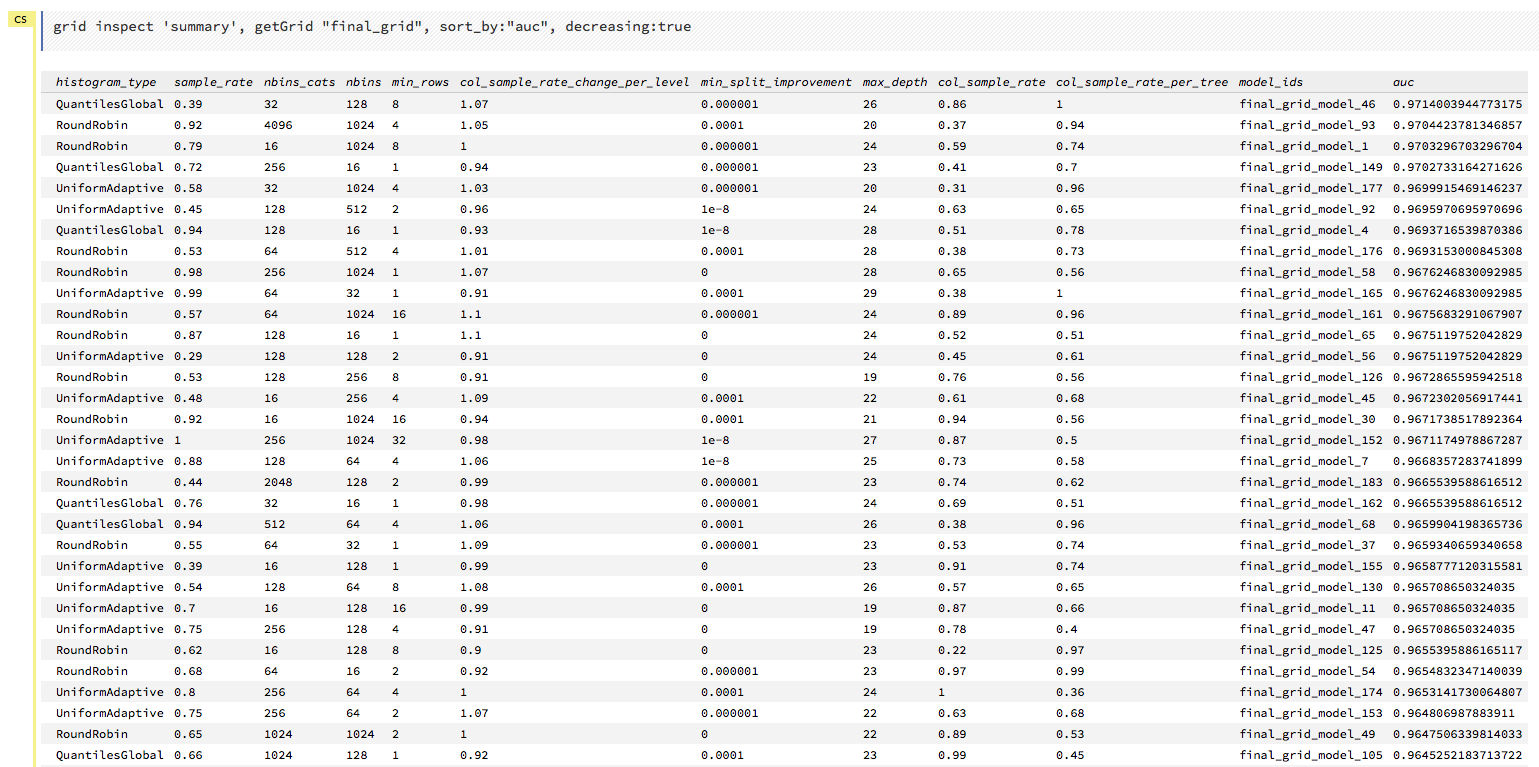 CS
grid inspect 'summary', getGrid "final_grid", sort_by:"auc", decreasing:true
histogram_type sample_rate nbins_cats nbins min_rows col_sample_rate_change_per_level min_split_improvement max_depth col_sample_rate col_sample_rate_per_tree model_ids auc
QuantilesGlobal 0.39 32 128 8 1.07 0.000001 26 0.86 1 final_grid_model_46 0.9714003944773175
RoundRobin 0.92 4096 1024 4 1.05 0.0001 20 0.37 0.94 final_grid_model_93 0.9704423781346857
RoundRobin 0.79 16 1024 8 1 0.000001 24 0.59 0.74 final_grid_model_1 0.9703296703296704
QuantilesGlobal 0.72 256 16 1 0.94 0.000001 23 0.41 0.7 final_grid_model_149 0.9702733164271626
UniformAdaptive 0.58 32 1024 4 1.03 0.000001 20 0.31 0.96 final_grid_model_177 0.9699915469146237
UniformAdaptive 0.45 128 512 2 0.96 1e-8 24 0.63 0.65 final_grid_model_92 0.9695970695970696
QuantilesGlobal 0.94 128 16 1 0.93 1e-8 28 0.51 0.78 final_grid_model_4 0.9693716539870386
RoundRobin 0.53 64 512 4 1.01 0.0001 28 0.38 0.73 final_grid_model_176 0.9693153000845308
RoundRobin 0.98 256 1024 1 1.07 0 28 0.65 0.56 final_grid_model_58 0.9676246830092985
UniformAdaptive 0.99 64 32 1 0.91 0.0001 29 0.38 1 final_grid_model_165 0.9676246830092985
RoundRobin 0.57 64 1024 16 1.1 0.000001 24 0.89 0.96 final_grid_model_161 0.9675683291067907
RoundRobin 0.87 128 16 1 1.1 0 24 0.52 0.51 final_grid_model_65 0.9675119752042829
UniformAdaptive 0.29 128 128 2 0.91 0 24 0.45 0.61 final_grid_model_56 0.9675119752042829
RoundRobin 0.53 128 256 8 0.91 0 19 0.76 0.56 final_grid_model_126 0.9672865595942518
UniformAdaptive 0.48 16 256 4 1.09 0.0001 22 0.61 0.68 final_grid_model_45 0.9672302056917441
RoundRobin 0.92 16 1024 16 0.94 0.0001 21 0.94 0.56 final_grid_model_30 0.9671738517892364
UniformAdaptive 1 256 1024 32 0.98 1e-8 27 0.87 0.5 final_grid_model_152 0.9671174978867287
UniformAdaptive 0.88 128 64 4 1.06 1e-8 25 0.73 0.58 final_grid_model_7 0.9668357283741899
RoundRobin 0.44 2048 128 2 0.99 0.000001 23 0.74 0.62 final_grid_model_183 0.9665539588616512
QuantilesGlobal 0.76 32 16 1 0.98 0.000001 24 0.69 0.51 final_grid_model_162 0.9665539588616512
QuantilesGlobal 0.94 512 64 4 1.06 0.0001 26 0.38 0.96 final_grid_model_68 0.9659904198365736
RoundRobin 0.55 64 32 1 1.09 0.000001 23 0.53 0.74 final_grid_model_37 0.9659340659340658
UniformAdaptive 0.39 16 128 1 0.99 0 23 0.91 0.74 final_grid_model_155 0.9658777120315581
UniformAdaptive 0.54 128 64 8 1.08 0.0001 26 0.57 0.65 final_grid_model_130 0.965708650324035
UniformAdaptive 0.7 16 128 16 0.99 0 19 0.87 0.66 final_grid_model_11 0.965708650324035
UniformAdaptive 0.75 256 128 4 0.91 0 19 0.78 0.4 final_grid_model_47 0.965708650324035
RoundRobin 0.62 16 128 8 0.9 0 23 0.22 0.97 final_grid_model_125 0.9655395886165117
RoundRobin 0.68 64 16 2 0.92 0.000001 23 0.97 0.99 final_grid_model_54 0.9654832347140039
UniformAdaptive 0.8 256 64 4 1 0.0001 24 1 0.36 final_grid_model_174 0.9653141730064807
UniformAdaptive 0.75 256 64 2 1.07 0.000001 22 0.63 0.68 final_grid_model_153 0.964806987883911
RoundRobin 0.65 1024 1024 2 1 0 22 0.89 0.53 final_grid_model_49 0.9647506339814033
QuantilesGlobal 0.66 1024 128 1 0.92 0.0001 23 0.99 0.45 final_grid_model_105 0.9645252183713722